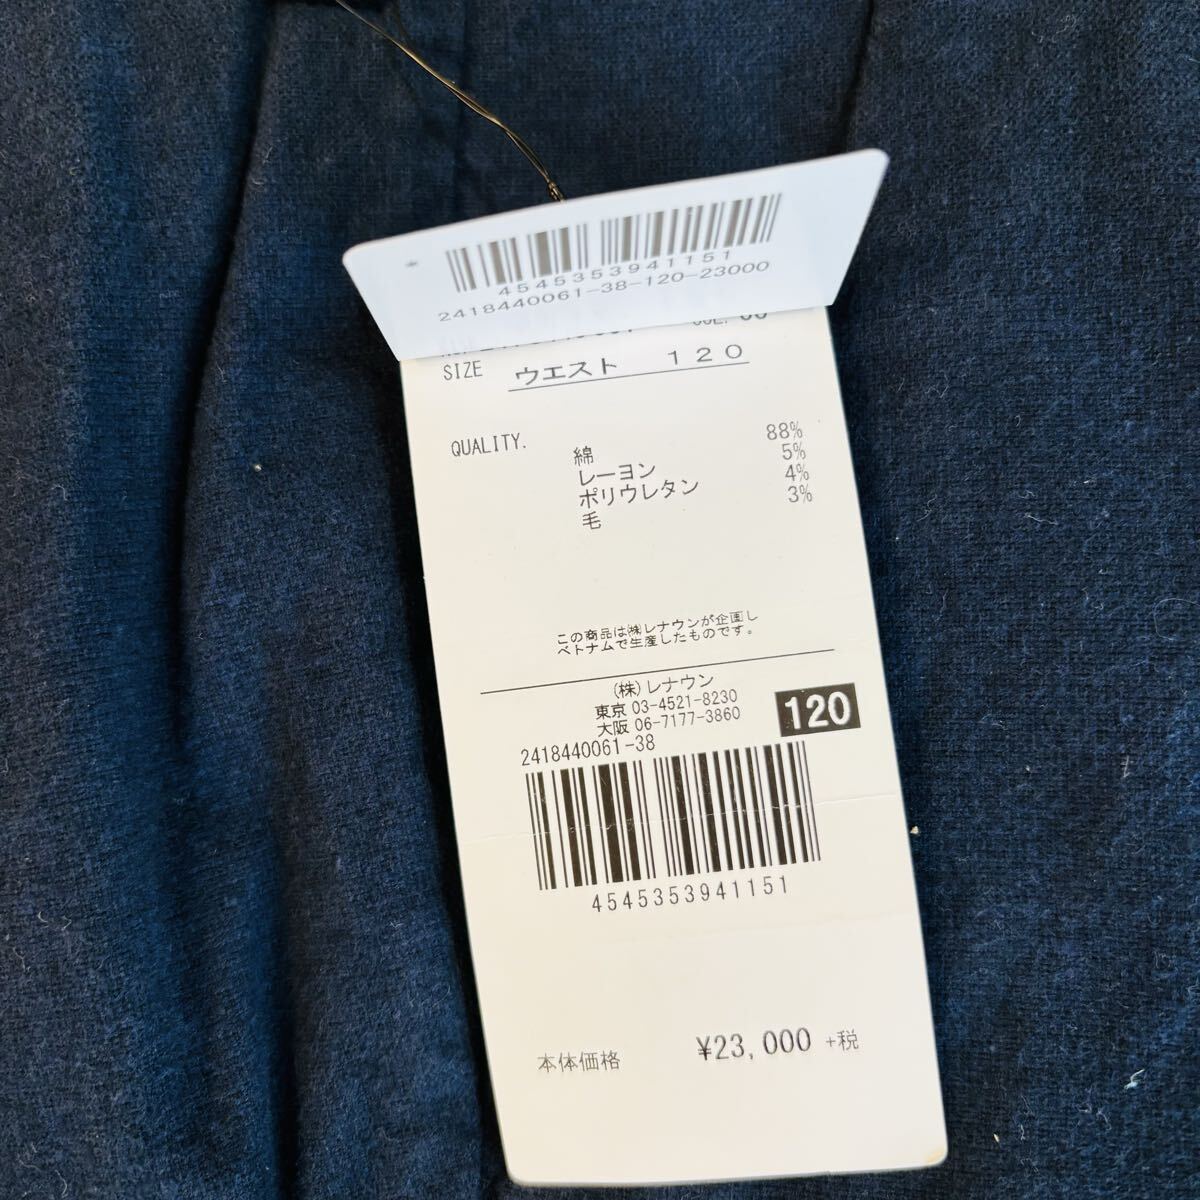 4545353941151
2418440061-38-120-23000
SIZE ウエスト 120
QUALITY.
綿 88%
レーヨン 5%
ポリウレタン 4%
毛 3%
この商品は㈱レナウンが企画し
ベトナムで生産したものです。
(株)レナウン
東京 03-4521-8230
大阪 06-7177-3860
120
2418440061-38
4545353941151
本体価格 ¥23,000 +税